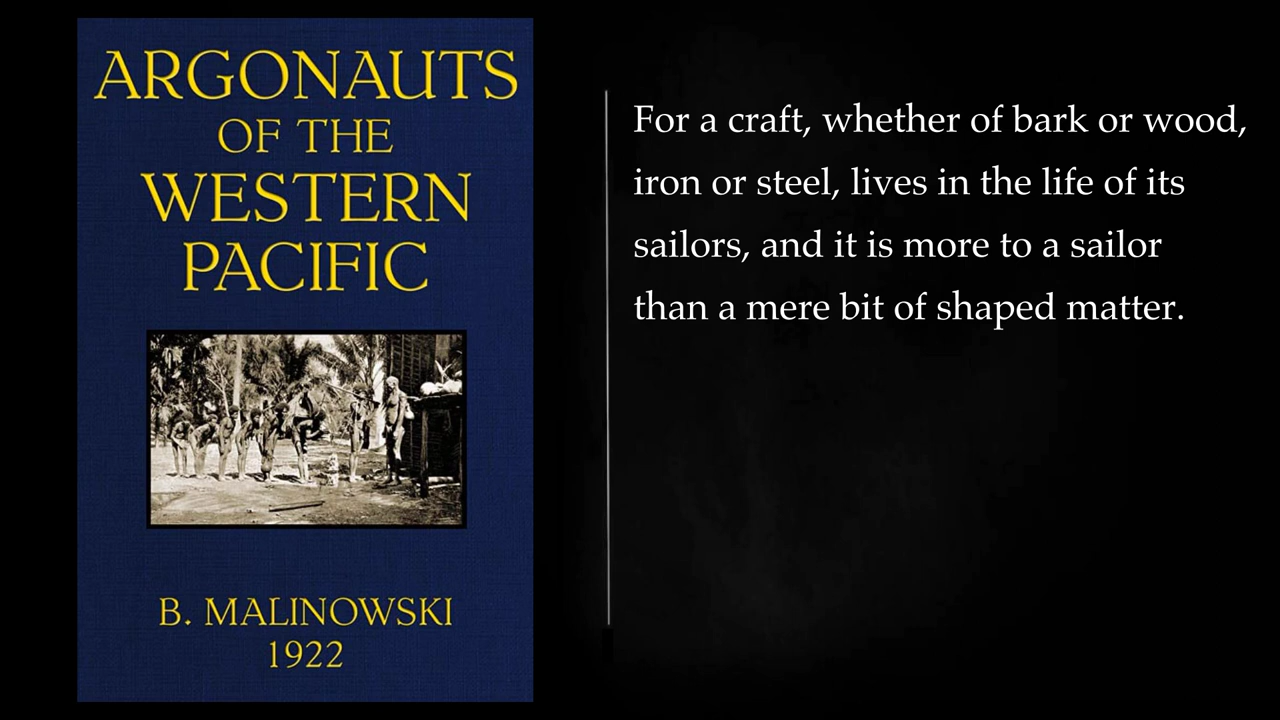 ARGONAUTS
OF THE
WESTERN
PACIFIC
B. MALINOWSKI
1922
For a craft, whether of bark or wood,
iron or steel, lives in the life of its
sailors, and it is more to a sailor
than a mere bit of shaped matter.